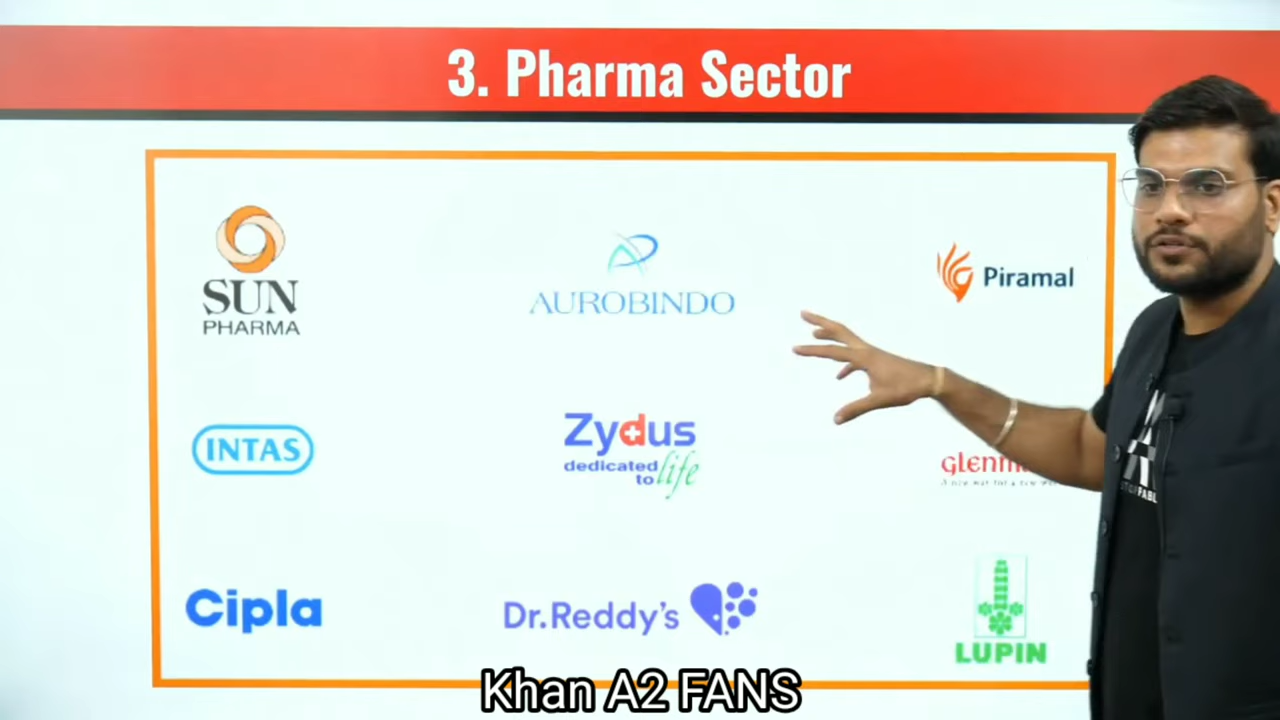 3. Pharma Sector
SUN
PHARMA
AUROBINDO
Piramal
INTAS
Zydus
dedicated
to life
Cipla
Dr.Reddy's
LUPIN
Khan A2 FANS